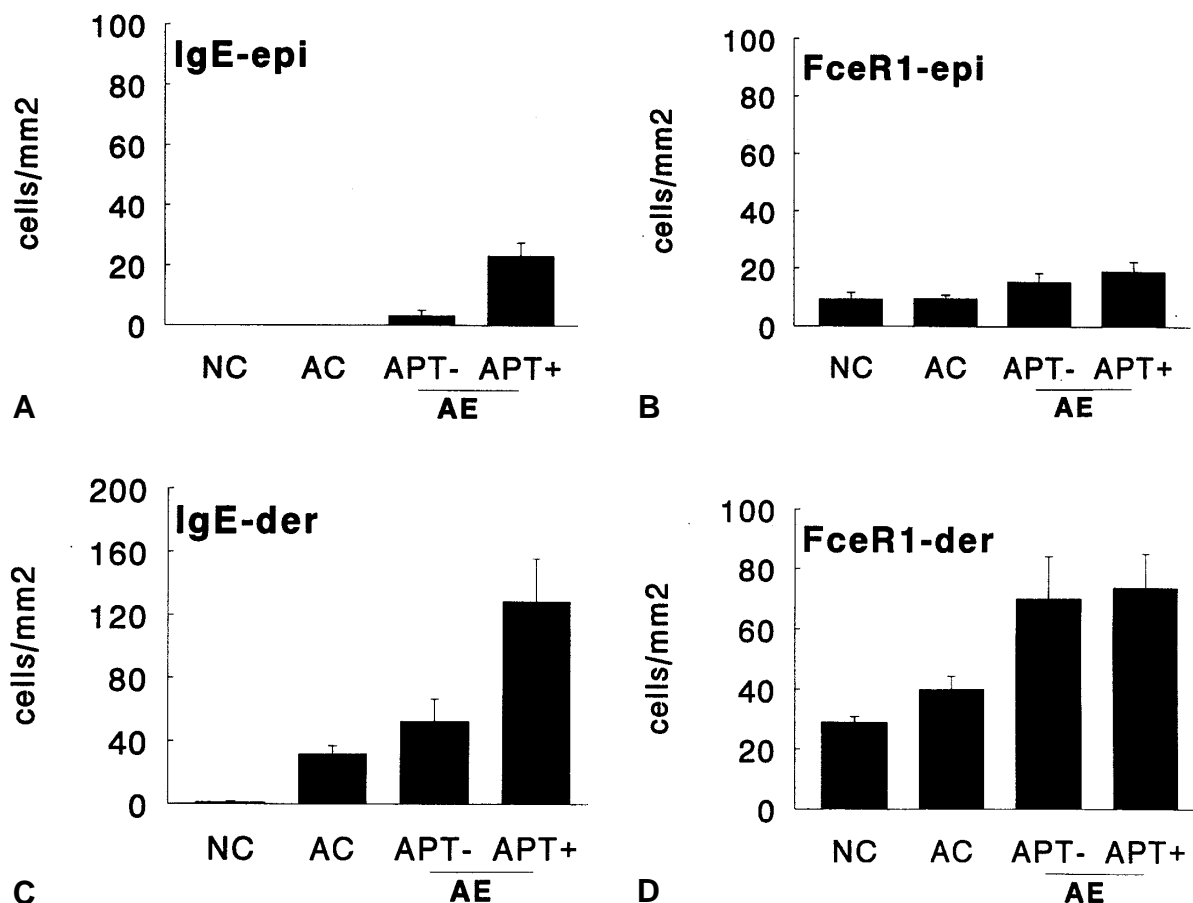 IgE-epi
cells/mm2
100
80
60
40
20
0
NC AC APT- APT+
AE
A
FceR1-epi
cells/mm2
100
80
60
40
20
0
NC AC APT- APT+
AE
B
IgE-der
cells/mm2
200
160
120
80
40
0
NC AC APT- APT+
AE
C
FceR1-der
cells/mm2
100
80
60
40
20
0
NC AC APT- APT+
AE
D